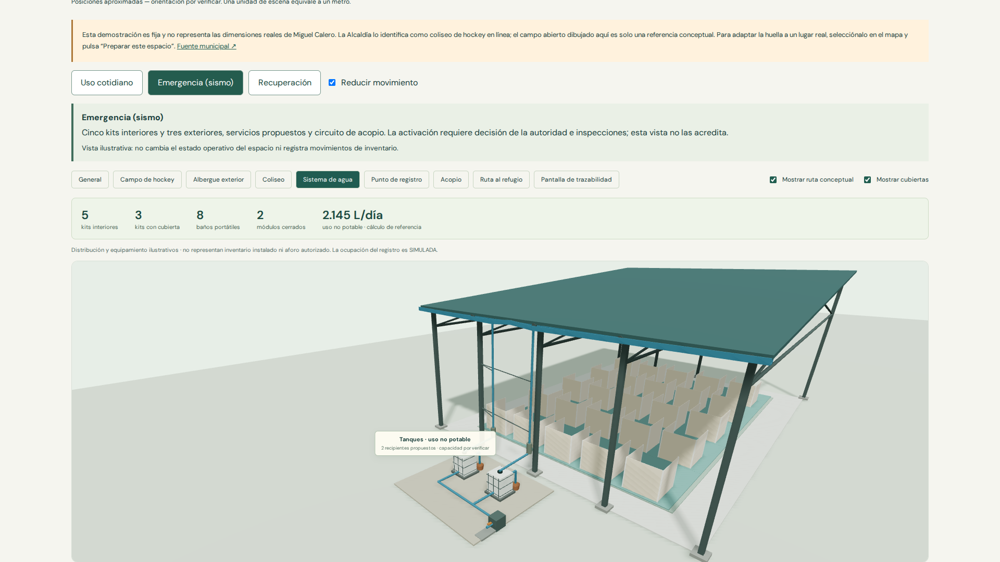 Posiciones aproximadas — orientación por verificar. Una unidad de escena equivale a un metro.
Esta demostración es fija y no representa las dimensiones reales de Miguel Calero. La Alcaldía lo identifica como coliseo de hockey en línea; el campo abierto dibujado aquí es solo una referencia conceptual. Para adaptar la huella a un lugar real, selecciónalo en el mapa y
pulsa “Preparar este espacio”. Fuente municipal ↗
Uso cotidiano
Emergencia (sismo)
Recuperación
Reducir movimiento
Emergencia (sismo)
Cinco kits interiores y tres exteriores, servicios propuestos y circuito de acopio. La activación requiere decisión de la autoridad e inspecciones; esta vista no las acredita.
Vista ilustrativa: no cambia el estado operativo del espacio ni registra movimientos de inventario.
General
Campo de hockey
Albergue exterior
Coliseo
Sistema de agua
Punto de registro
Acopio
Ruta al refugio
Pantalla de trazabilidad
Mostrar ruta conceptual
Mostrar cubiertas
5
kits interiores
3
kits con cubierta
8
baños portátiles
2
módulos cerrados
2.145 L/día
uso no potable · cálculo de referencia
Distribución y equipamiento ilustrativos · no representan inventario instalado ni aforo autorizado. La ocupación del registro es SIMULADA.
Tanques · uso no potable
2 recipientes propuestos · capacidad por verificar